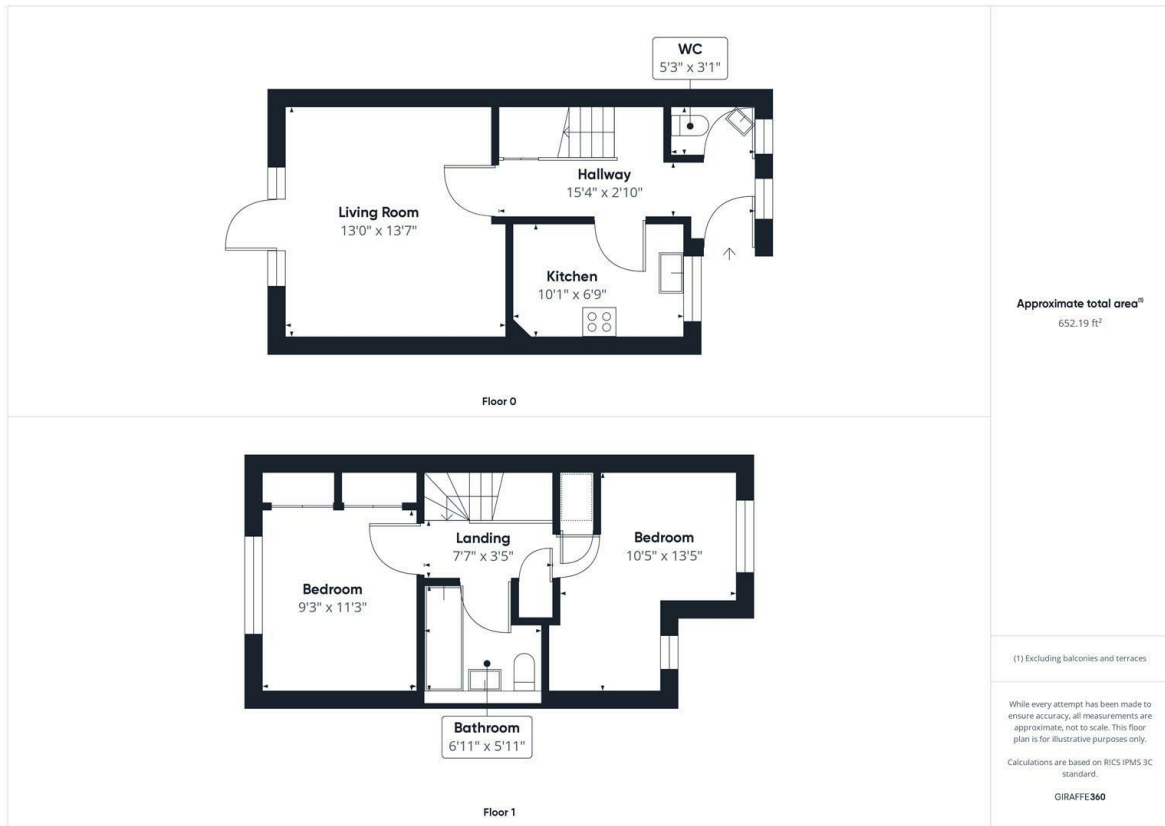 WC
5'3" x 3'1"
Hallway
15'4" x 2'10"
Living Room
13'0" x 13'7"
Kitchen
10'1" x 6'9"
Floor 0
Landing
7'7" x 3'5"
Bedroom
10'5" x 13'5"
Bedroom
9'3" x 11'3"
Bathroom
6'11" x 5'11"
Floor 1
Approximate total area(1)
652.19 ft²
(1) Excluding balconies and terraces
While every attempt has been made to
ensure accuracy, all measurements are
approximate, not to scale. This floor
plan is for illustrative purposes only.
Calculations are based on RICS IPMS 3C
standard.
GIRAFFE360